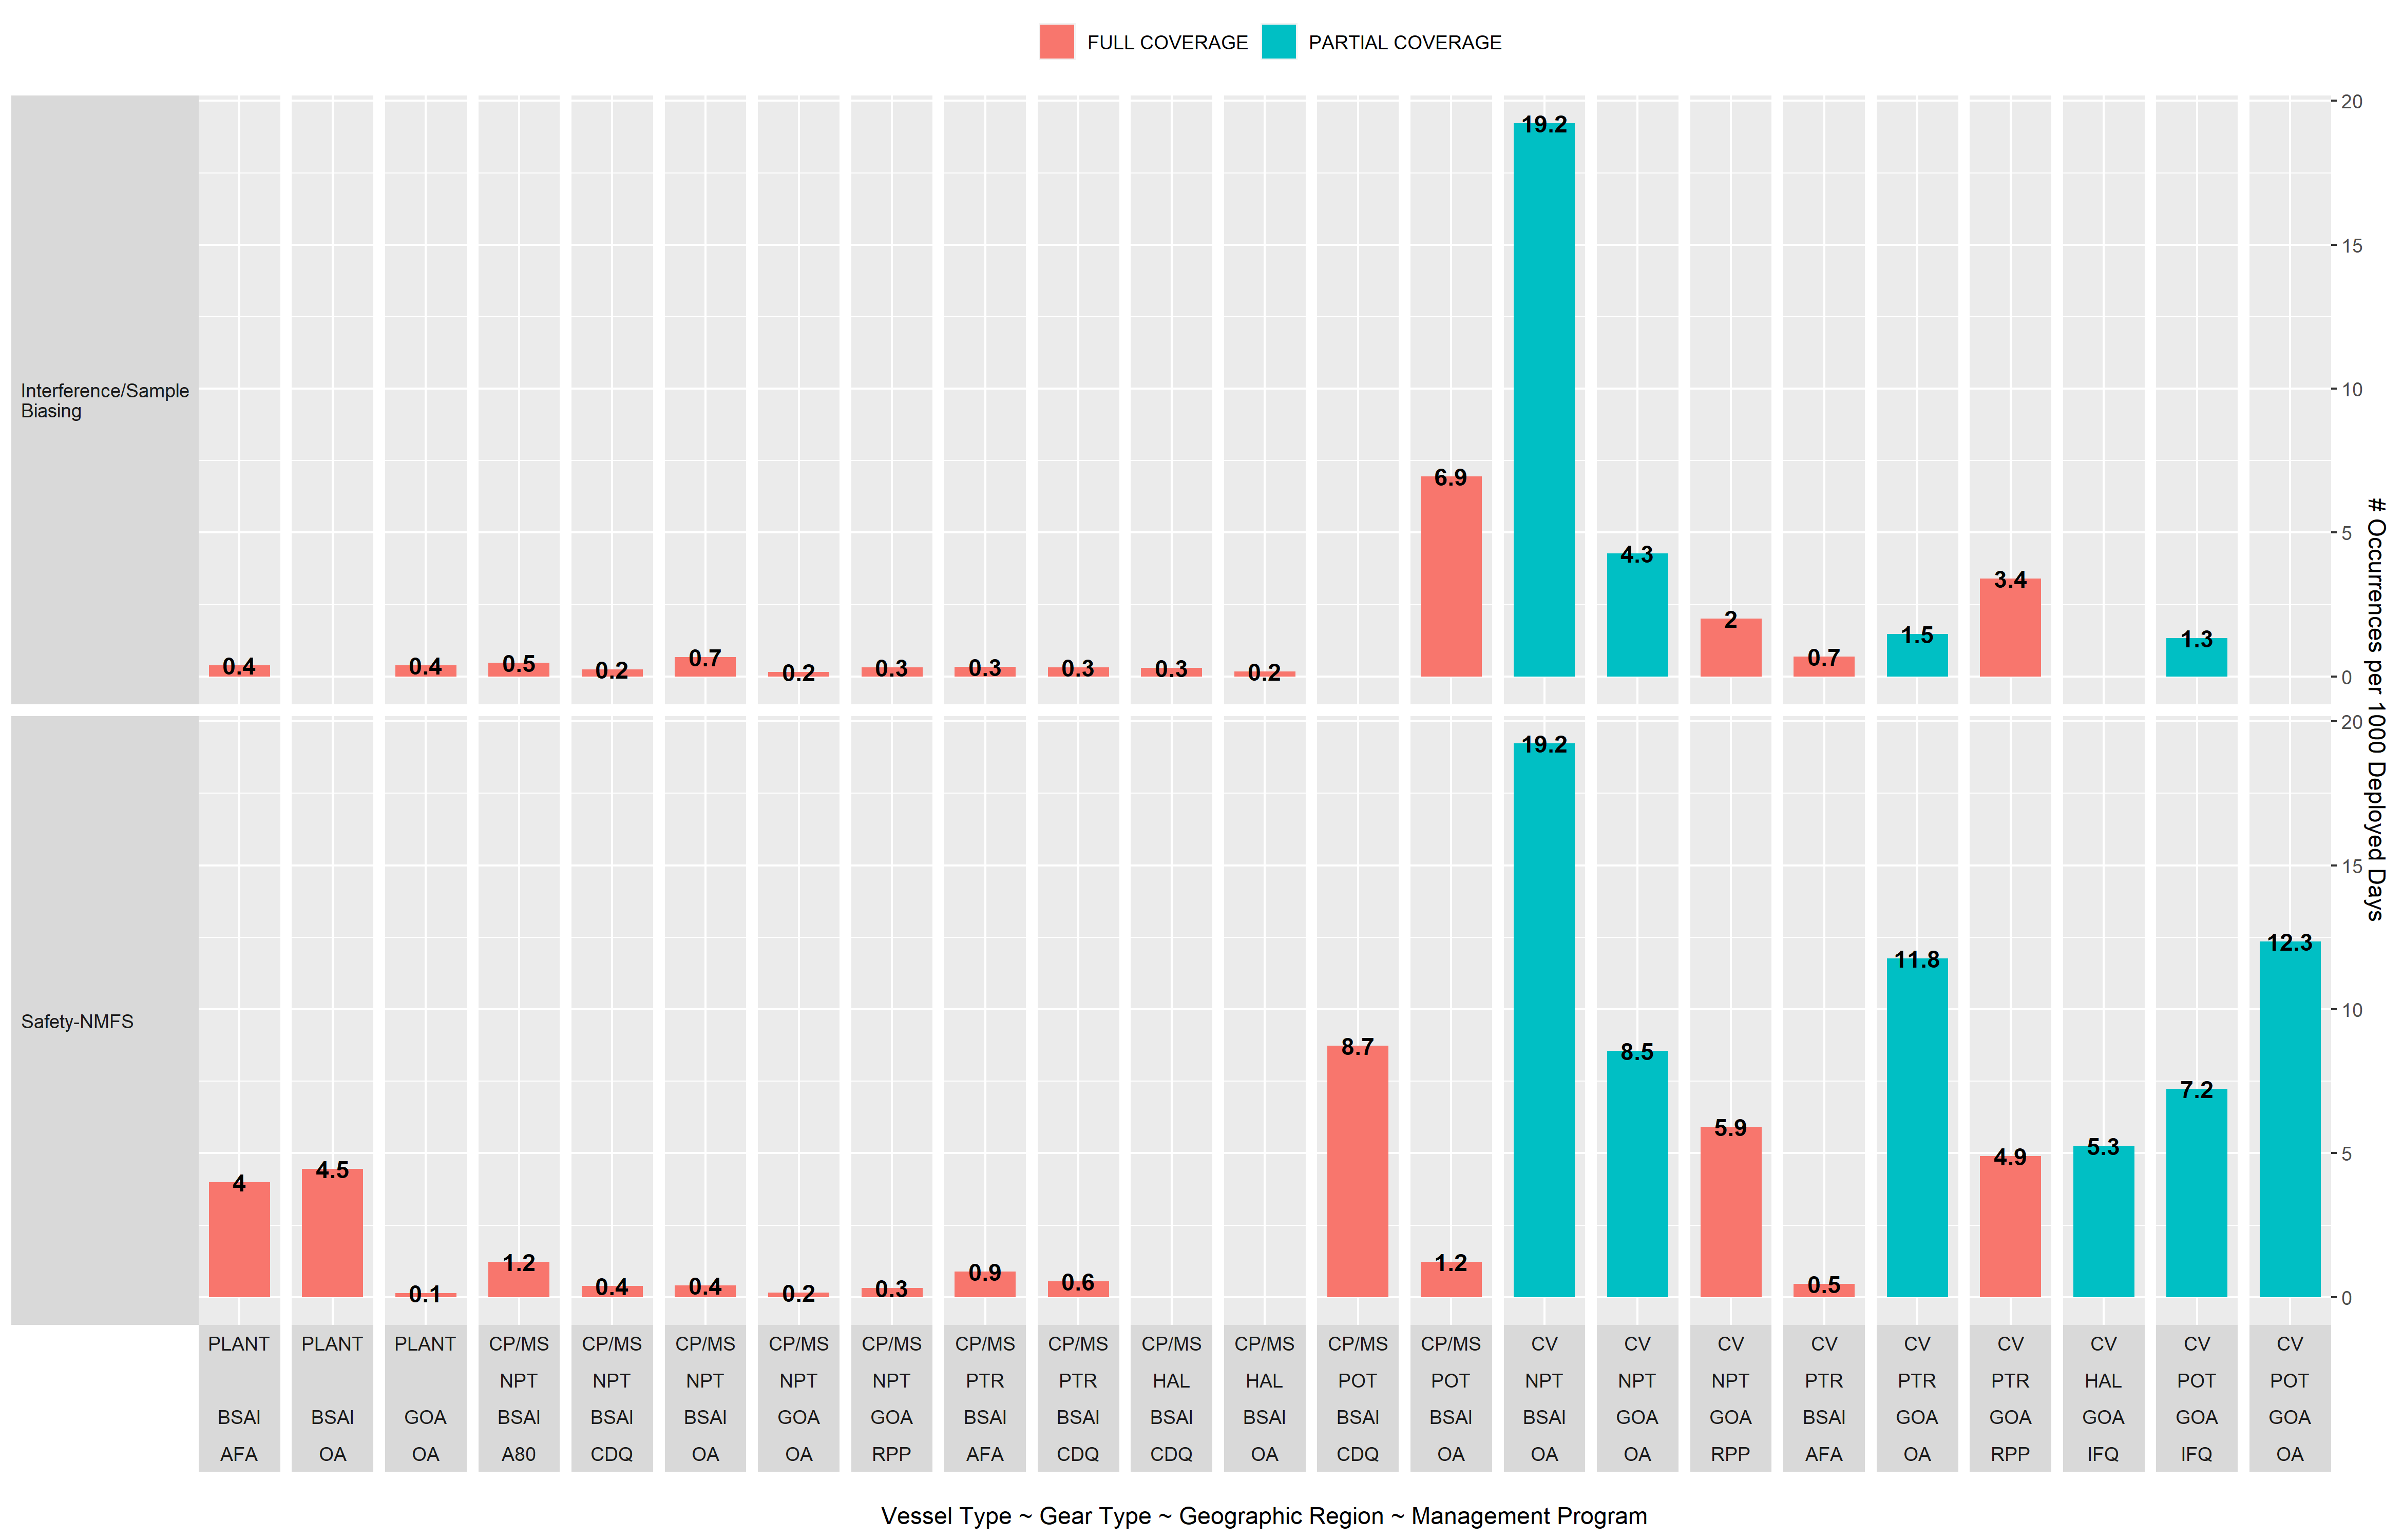 FULL COVERAGE PARTIAL COVERAGE
20
15
10
5
0
Interference/Sample
Biasing
0.4 0.4 0.5 0.2 0.7 0.2 0.3 0.3 0.3 0.3 0.2 6.9 19.2 4.3 2 0.7 1.5 3.4 1.3
# Occurrences per 1000 Deployed Days
20
15
10
5
0
Safety-NMFS
4 4.5 0.1 1.2 0.4 0.4 0.2 0.3 0.9 0.6 8.7 1.2 19.2 8.5 5.9 0.5 11.8 4.9 5.3 7.2 12.3
PLANT PLANT PLANT CP/MS CP/MS CP/MS CP/MS CP/MS CP/MS CP/MS CP/MS CP/MS CP/MS CP/MS CV CV CV CV CV CV CV CV CV
NPT NPT NPT NPT NPT PTR PTR HAL HAL POT POT NPT NPT NPT PTR PTR PTR HAL POT POT
BSAI BSAI GOA BSAI BSAI BSAI GOA GOA BSAI BSAI BSAI BSAI BSAI BSAI BSAI GOA GOA BSAI GOA GOA GOA GOA GOA
AFA OA OA A80 CDQ OA OA RPP AFA CDQ CDQ OA CDQ OA OA OA RPP AFA OA RPP IFQ IFQ OA
Vessel Type ~ Gear Type ~ Geographic Region ~ Management Program